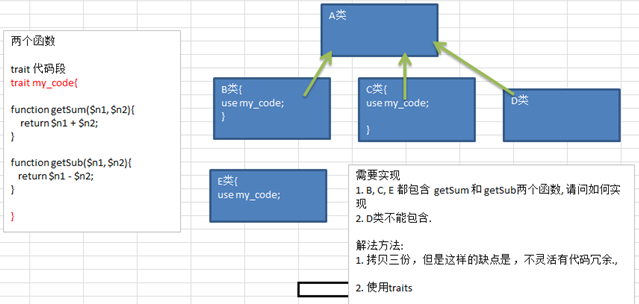 两个函数
trait 代码段
trait my_code{
function getSum($n1, $n2){
return $n1 + $n2;
}
function getSub($n1, $n2){
return $n1 - $n2;
}
}
A类
B类{
use my_code;
}
C类{
use my_code;
}
D类
E类{
use my_code;
需要实现
1. B, C, E 都包含 getSum 和 getSub两个函数, 请问如何实
现
2. D类不能包含.
解法方法:
1. 拷贝三份，但是这样的缺点是，不灵活有代码冗余.,
2. 使用traits